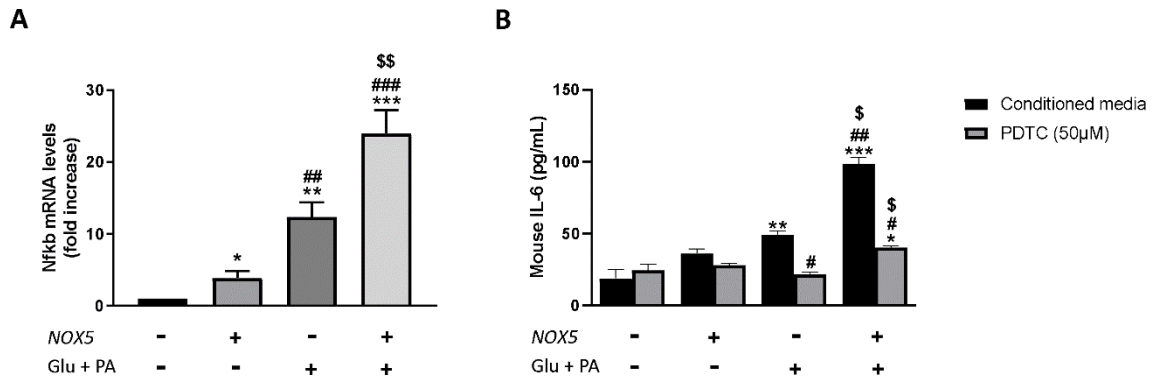 A
Nfkb mRNA levels
(fold increase)
30
20
10
0
*
##
**
$$
###
***
NOX5 - + - +
Glu + PA - - + +
B
Mouse IL-6 (pg/mL)
150
100
50
0
**
#
$
##
***
$
#
*
NOX5 - + - +
Glu + PA - - + +
Conditioned media
PDTC (50µM)